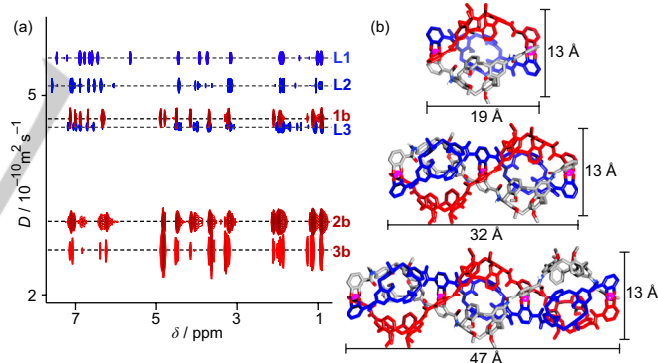 (a)
L1
L2
1b
L3
2b
3b
5
2
D / 10⁻¹⁰ m² s⁻¹
7 5 3 1
δ / ppm
(b)
13 Å
19 Å
13 Å
32 Å
13 Å
47 Å